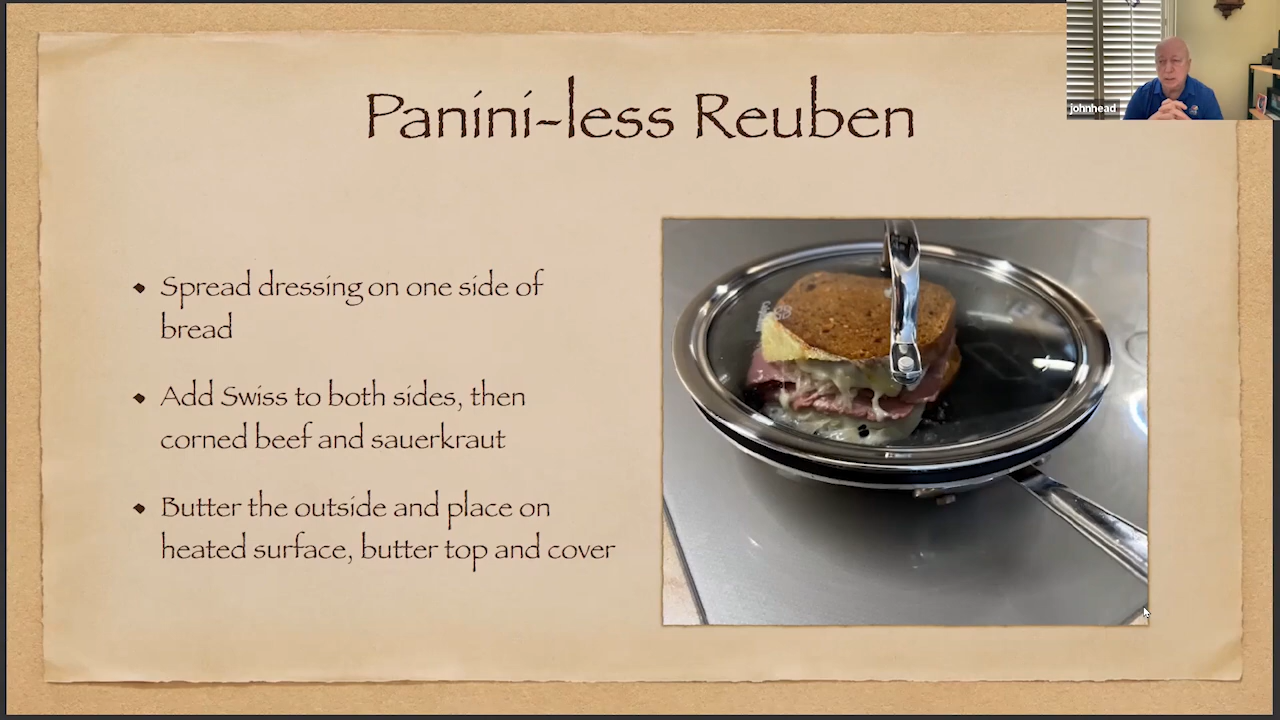 Panini-less Reuben
johnhead
Spread dressing on one side of
bread
Add Swiss to both sides, then
corned beef and sauerkraut
Butter the outside and place on
heated surface, butter top and cover